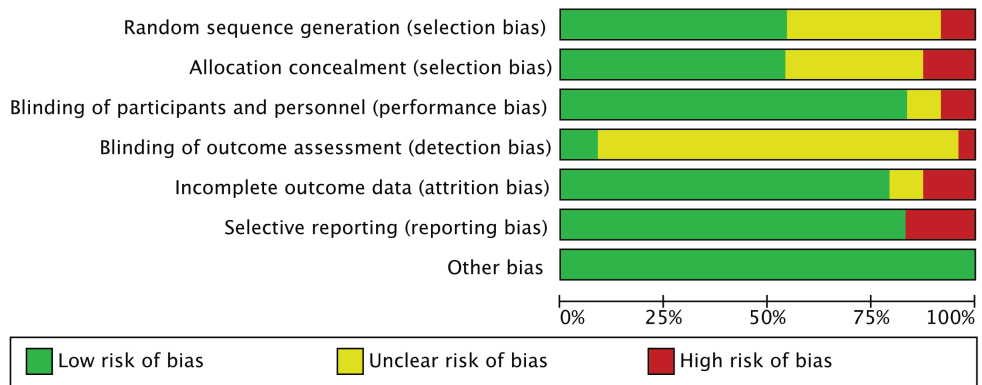 Random sequence generation (selection bias)
Allocation concealment (selection bias)
Blinding of participants and personnel (performance bias)
Blinding of outcome assessment (detection bias)
Incomplete outcome data (attrition bias)
Selective reporting (reporting bias)
Other bias
0% 25% 50% 75% 100%
Low risk of bias Unclear risk of bias High risk of bias